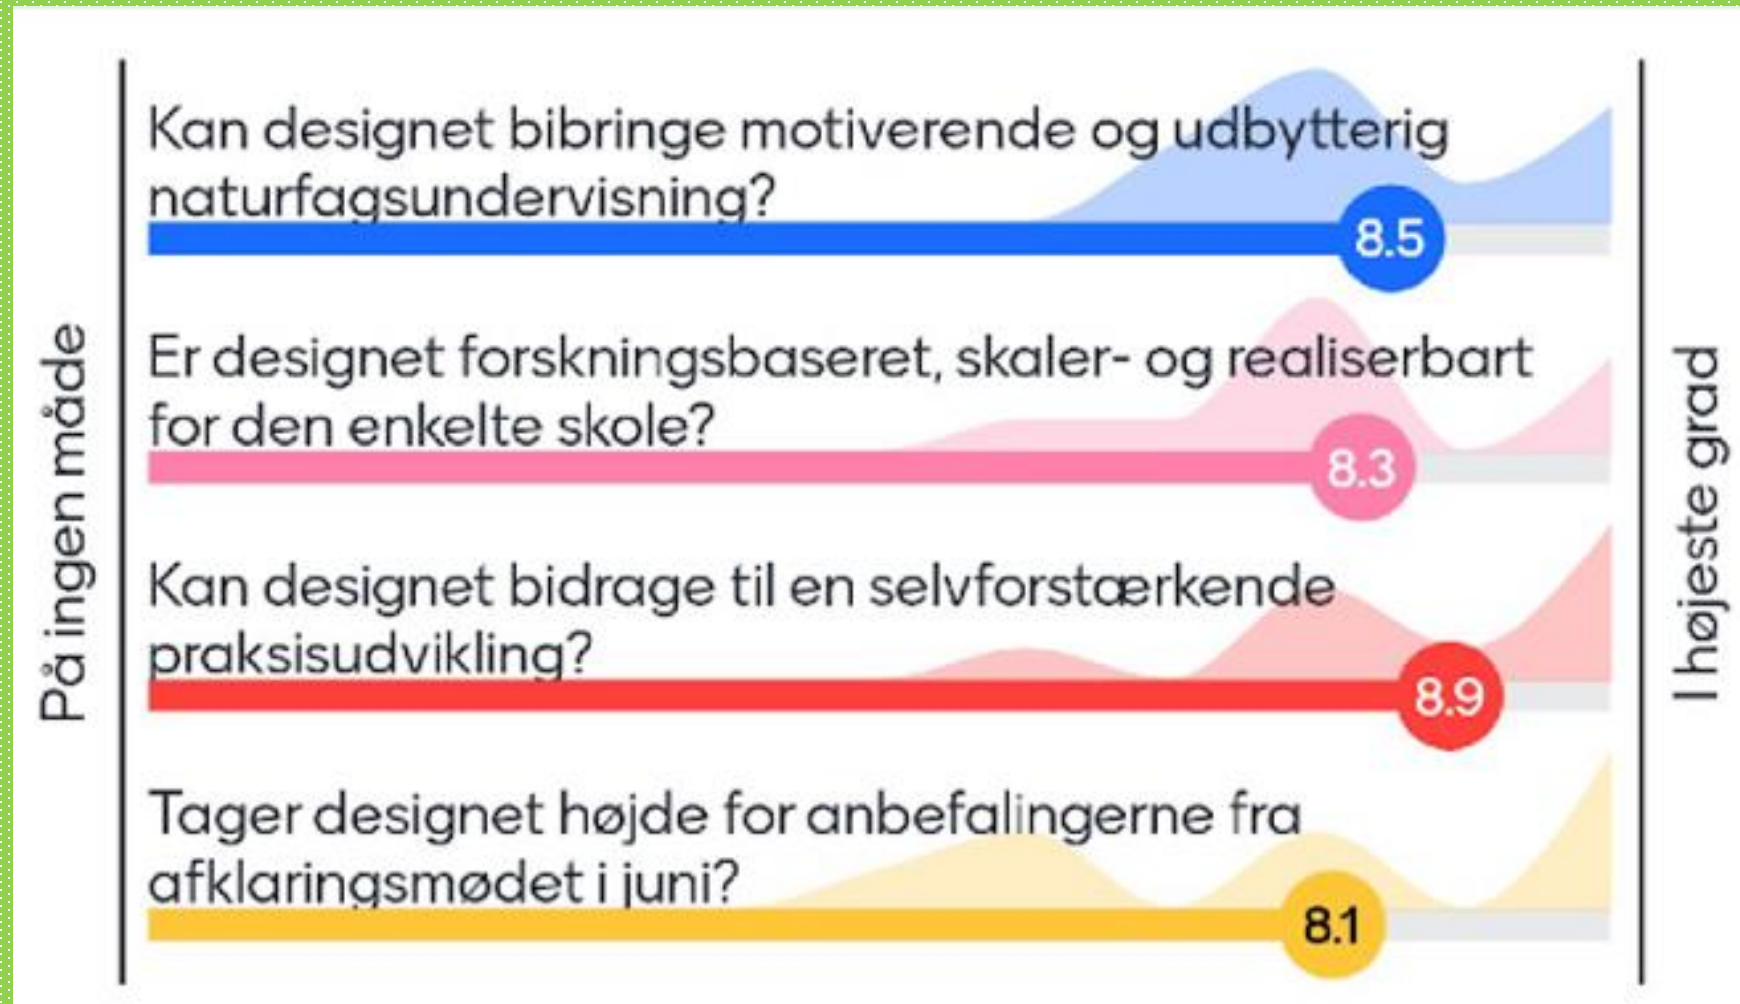 På ingen måde
Kan designet bibringe motiverende og udbytterig
naturfagsundervisning?
8.5
Er designet forskningsbaseret, skaler- og realiserbart
for den enkelte skole?
8.3
Kan designet bidrage til en selvforstærkende
praksisudvikling?
8.9
Tager designet højde for anbefalingerne fra
afklaringsmødet i juni?
8.1
I højeste grad